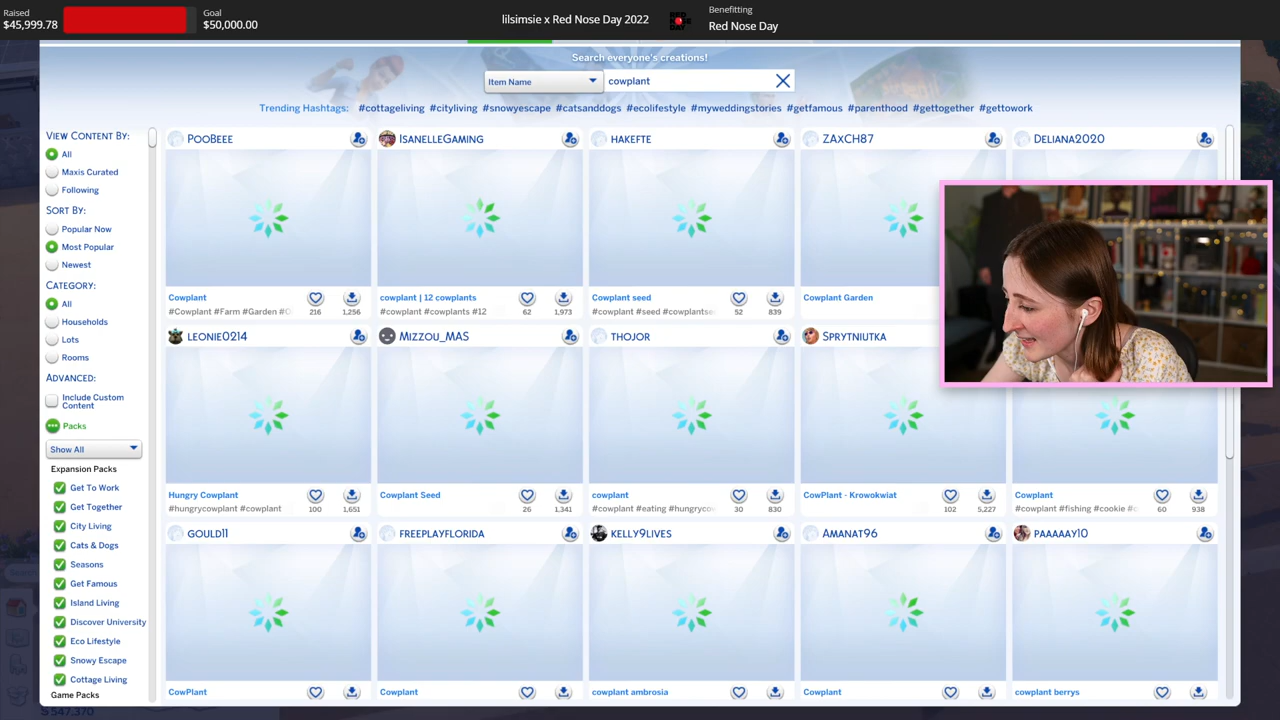 Raised
$45,999.78
Goal
$50,000.00
lilsimsie x Red Nose Day 2022
RED NOSE DAY
Benefitting
Red Nose Day
Search everyone's creations!
Item Name
cowplant
Trending Hashtags: #cottageliving #cityliving #snowyescape #catsanddogs #ecolifestyle #myweddingstories #getfamous #parenthood #gettogether #gettowork
VIEW CONTENT BY:
All
Maxis Curated
Following
SORT BY:
Popular Now
Most Popular
Newest
CATEGORY:
All
Households
Lots
Rooms
ADVANCED:
Include Custom
Content
Packs
Show All
Expansion Packs
Get To Work
Get Together
City Living
Cats & Dogs
Seasons
Get Famous
Island Living
Discover University
Eco Lifestyle
Snowy Escape
Cottage Living
Game Packs
PooBeee
IsanelleGaming
hakefte
ZAxCH87
Deliana2020
Cowplant
#Cowplant #Farm #Garden #O
216 1,256
cowplant | 12 cowplants
#cowplant #cowplants #12
62 1,973
Cowplant seed
#cowplant #seed #cowplantse
52 839
Cowplant Garden
Leonie0214
Mizzou_Mas
thojor
Sprytniutka
Hungry Cowplant
#hungrycowplant #cowplant
100 1,651
Cowplant Seed
26 1,341
cowplant
#cowplant #eating #hungryco
30 830
CowPlant - Krowokwiat
102 5,227
Cowplant
#cowplant #fishing #cookie #
60 938
Gould11
freeplayflorida
Kelly9Lives
Amanat96
paaaaay10
CowPlant
Cowplant
cowplant ambrosia
Cowplant
cowplant berrys